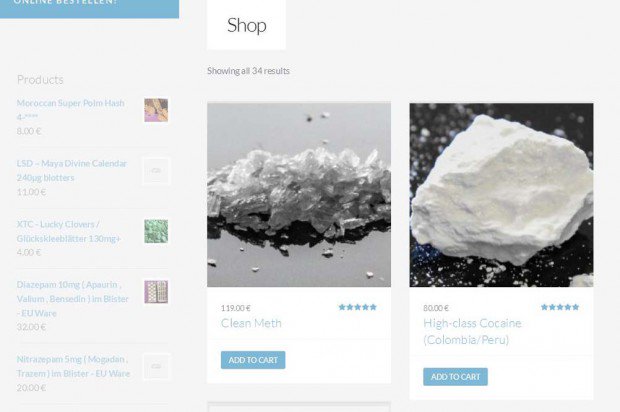 ONLINE BESTELLEN!
Shop
Showing all 34 results
Products
Moroccan Super Polm Hash
4-****
8.00 €
LSD – Maya Divine Calendar
240µg blotters
11.00 €
XTC - Lucky Clovers /
Glückskleeblätter 130mg+
4.00 €
Diazepam 10mg ( Apaurin ,
Valium , Bensedin ) im Blister
- EU Ware
32.00 €
Nitrazepam 5mg ( Mogadan ,
Trazem ) im Blister - EU Ware
20.00 €
119.00 €
Clean Meth
ADD TO CART
80.00 €
High-class Cocaine
(Colombia/Peru)
ADD TO CART